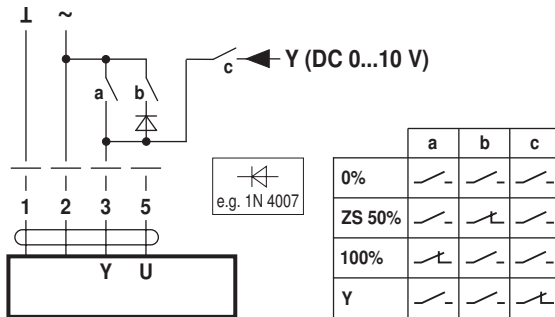 ⊥ ~
a b c Y (DC 0...10 V)
e.g. 1N 4007
1 2 3 5
Y U
a b c
0%
ZS 50%
100%
Y